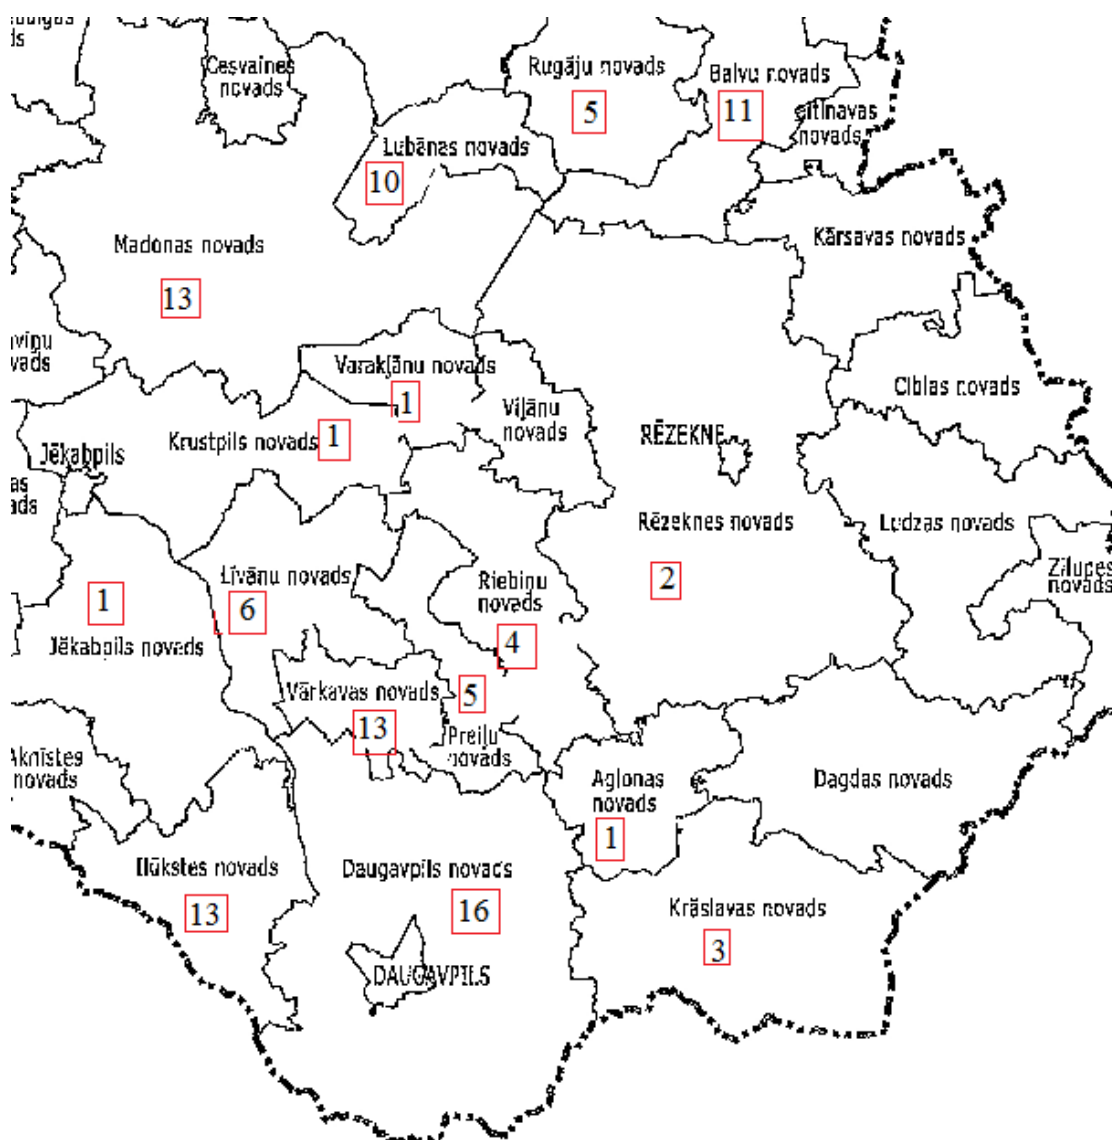 Cesvaines
novads
Rugāju novads
5
Balvu novads
11
novads
Lubānas novads
10
Madonas novads
13
Kārsavas novads
Varakļānu novads
1
Viļānu
novads
Ciblas novads
Krustpils novads
1
Jēkabpils
RĒZEKNE
Rēzeknes novads
2
Ludzas novads
Zilupes
novads
Līvānu novads
6
Riebiņu
novads
4
1
Jēkabpils novads
Vārkavas novads
13
5
Preiļu
novads
Aknīstes
novads
Aglonas
novads
1
Dagdas novads
Ilūkstes novads
13
Daugavpils novads
16
DAUGAVPILS
Krāslavas novads
3